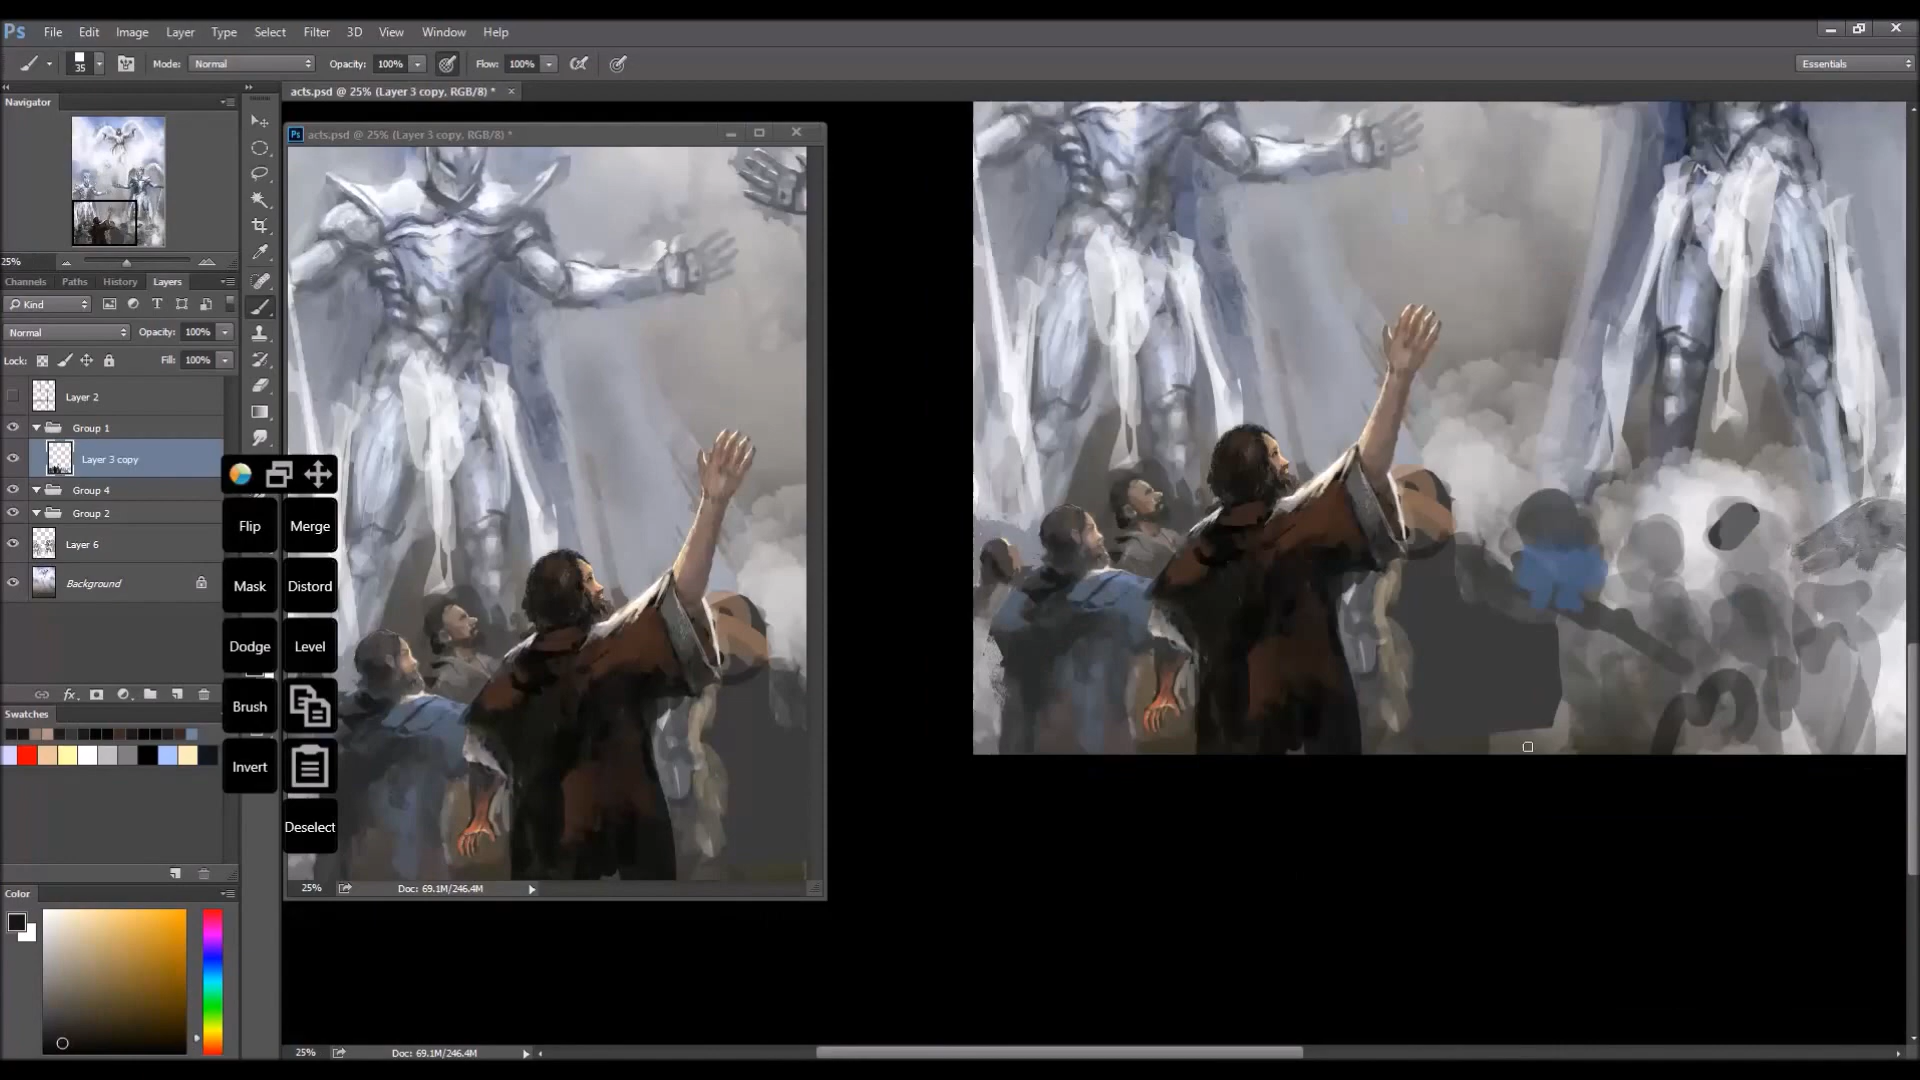 Ps File Edit Image Layer Type Select Filter 3D View Window Help
35 Mode: Normal Opacity: 100% Flow: 100% Essentials
Navigator
acts.psd @ 25% (Layer 3 copy, RGB/8) *
Ps acts.psd @ 25% (Layer 3 copy, RGB/8) *
25%
Channels Paths History Layers
Kind
Normal Opacity: 100%
Lock: Fill: 100%
Layer 2
Group 1
Layer 3 copy
Group 4
Group 2
Layer 6
Background
Flip Merge
Mask Distord
Dodge Level
Brush
Invert
Deselect
fx
Swatches
Color
25% Doc: 69.1M/246.4M
25% Doc: 69.1M/246.4M